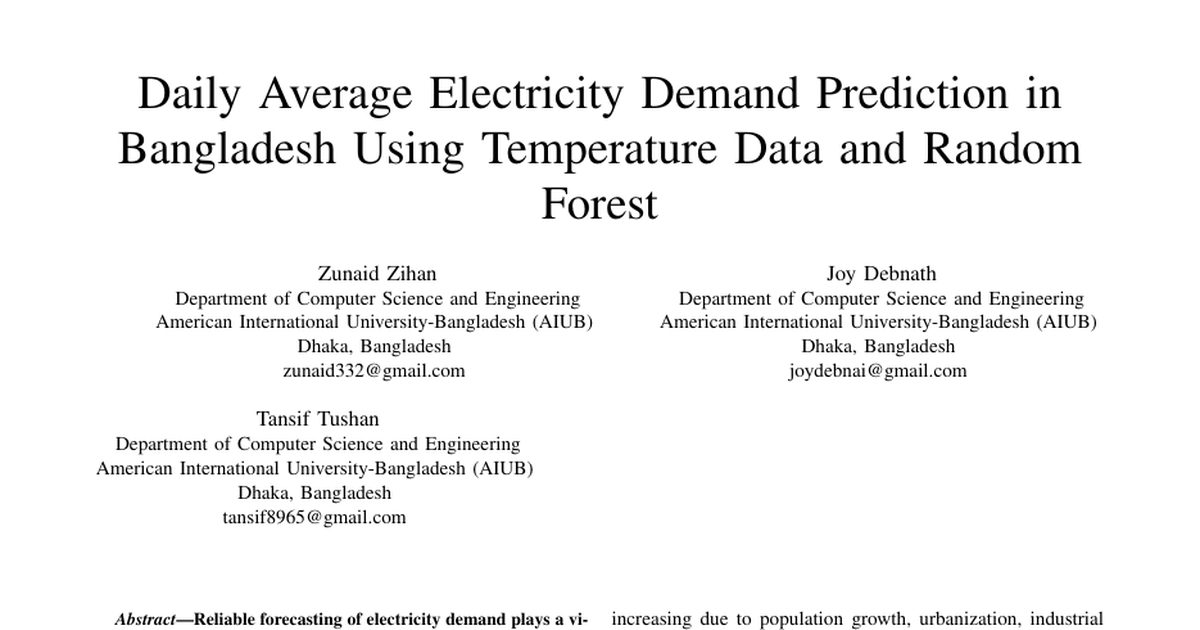 Daily Average Electricity Demand Prediction in
Bangladesh Using Temperature Data and Random
Forest
Zunaid Zihan
Department of Computer Science and Engineering
American International University-Bangladesh (AIUB)
Dhaka, Bangladesh
zunaid332@gmail.com
Joy Debnath
Department of Computer Science and Engineering
American International University-Bangladesh (AIUB)
Dhaka, Bangladesh
joydebnai@gmail.com
Tansif Tushan
Department of Computer Science and Engineering
American International University-Bangladesh (AIUB)
Dhaka, Bangladesh
tansif8965@gmail.com
Abstract—Reliable forecasting of electricity demand plays a vi-
increasing due to population growth, urbanization, industrial